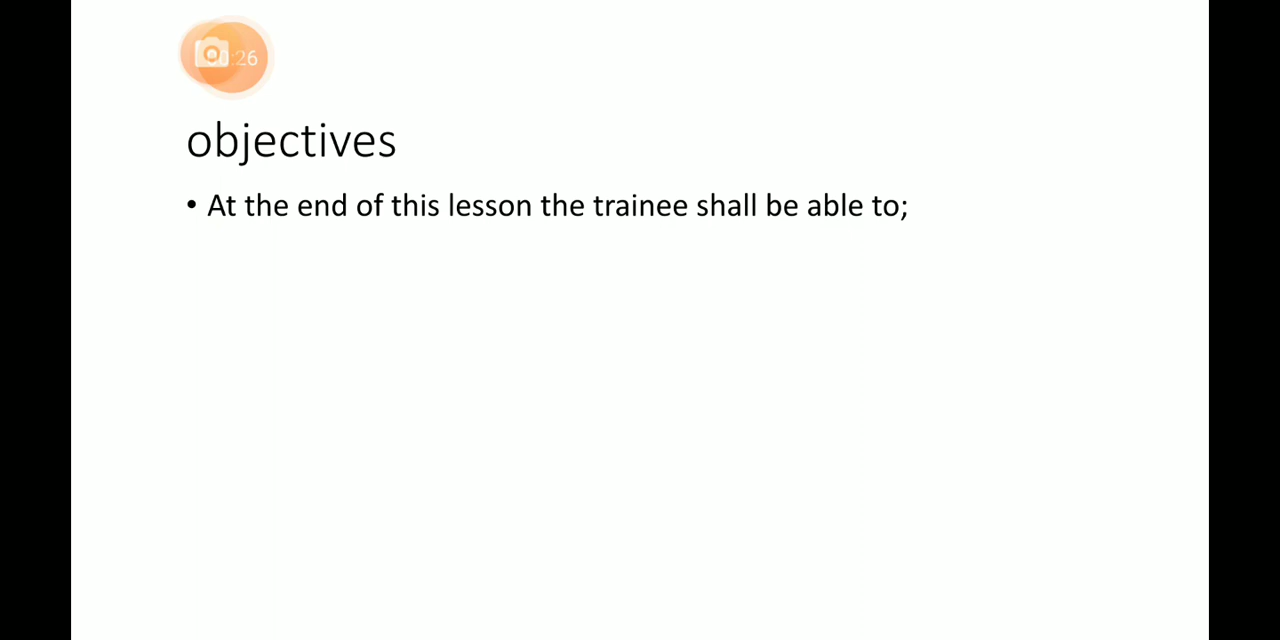 objectives
• At the end of this lesson the trainee shall be able to;